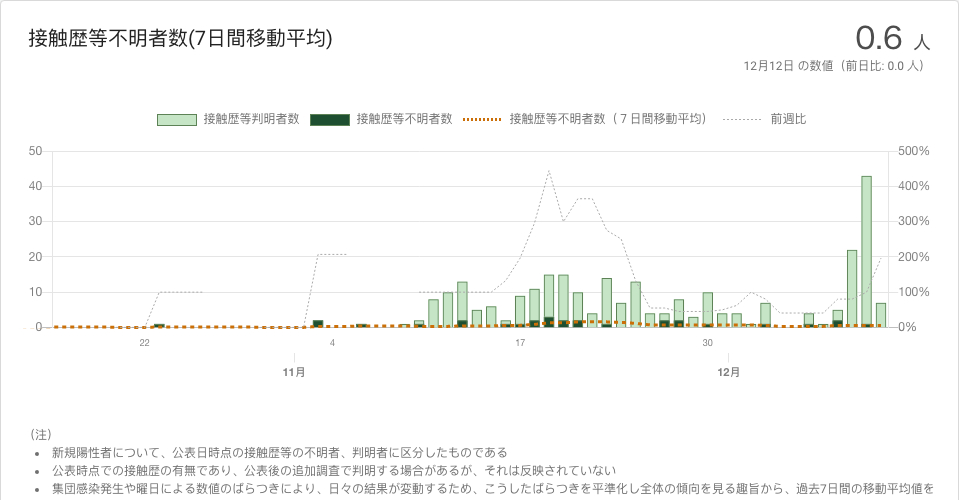 接触歴等不明者数(7日間移動平均)
0.6 人
12月12日 の数値（前日比: 0.0 人）
接触歴等判明者数 接触歴等不明者数 接触歴等不明者数（７日間移動平均） 前週比
50 500%
40 400%
30 300%
20 200%
10 100%
0 0%
22 4 17 30
11月 12月
（注）
• 新規陽性者について、公表日時点の接触歴等の不明者、判明者に区分したものである
• 公表時点での接触歴の有無であり、公表後の追加調査で判明する場合があるが、それは反映されていない
• 集団感染発生や曜日による数値のばらつきにより、日々の結果が変動するため、こうしたばらつきを平準化し全体の傾向を見る趣旨から、過去7日間の移動平均値を